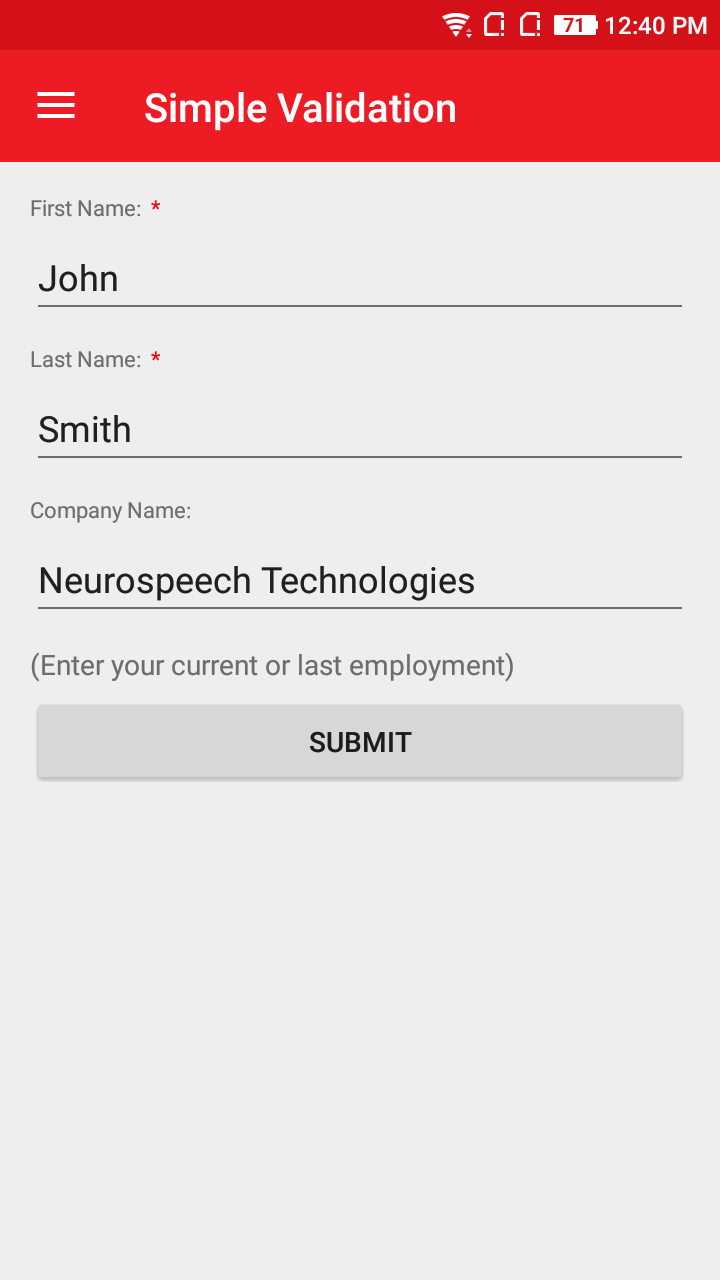 71 12:40 PM
Simple Validation
First Name: *
John
Last Name: *
Smith
Company Name:
Neurospeech Technologies
(Enter your current or last employment)
SUBMIT